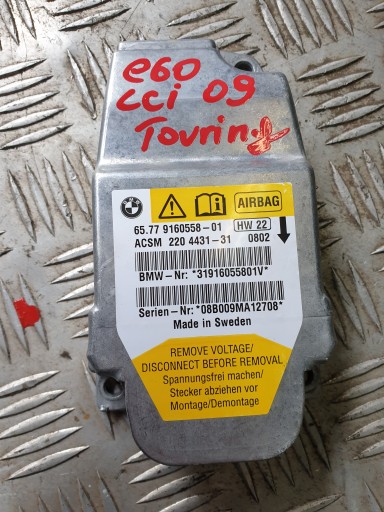 e60
Lci 09
Touring
BMW
AIRBAG
65.77 9160558-01 HW 22
ACSM 220 4431-31 0802
BMW-Nr: *31916055801V*
Serien-Nr: *08B009MA12708*
Made in Sweden
REMOVE VOLTAGE/
DISCONNECT BEFORE REMOVAL
Spannungsfrei machen/
Stecker abziehen vor
Montage/Demontage